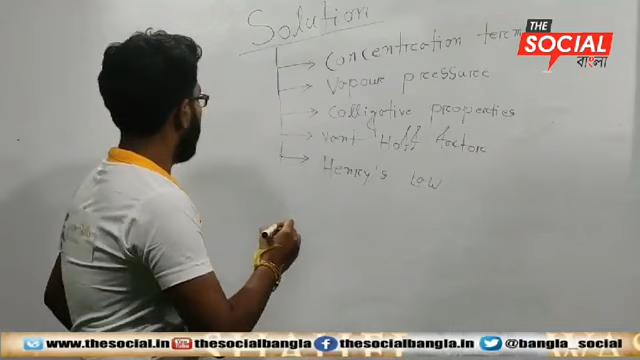 Solution
Concentration term
THE
SOCIAL
বাংলা
Vapour pressure
Colligative properties
Vant Hoff factor
Henry's Law
www.thesocial.in thesocialbangla thesocialbangla.in @bangla_social